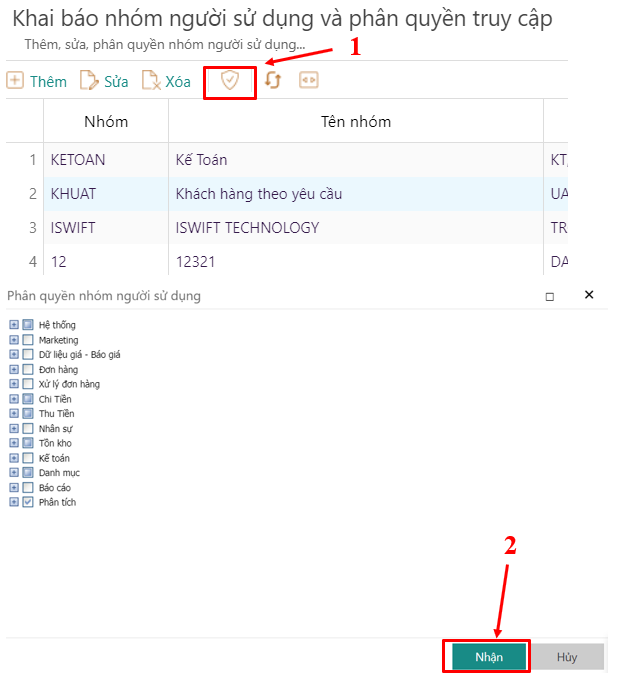 Khai báo nhóm người sử dụng và phân quyền truy cập
Thêm, sửa, phân quyền nhóm người sử dụng...
1
Thêm Sửa Xóa
Nhóm Tên nhóm
1 KETOAN Kế Toán KT,
2 KHUAT Khách hàng theo yêu cầu UA
3 ISWIFT ISWIFT TECHNOLOGY TR
4 12 12321 DA
Phân quyền nhóm người sử dụng
Hệ thống
Marketing
Dữ liệu giá - Báo giá
Đơn hàng
Xử lý đơn hàng
Chi Tiền
Thu Tiền
Nhân sự
Tồn kho
Kế toán
Danh mục
Báo cáo
Phân tích
2
Nhận Hủy